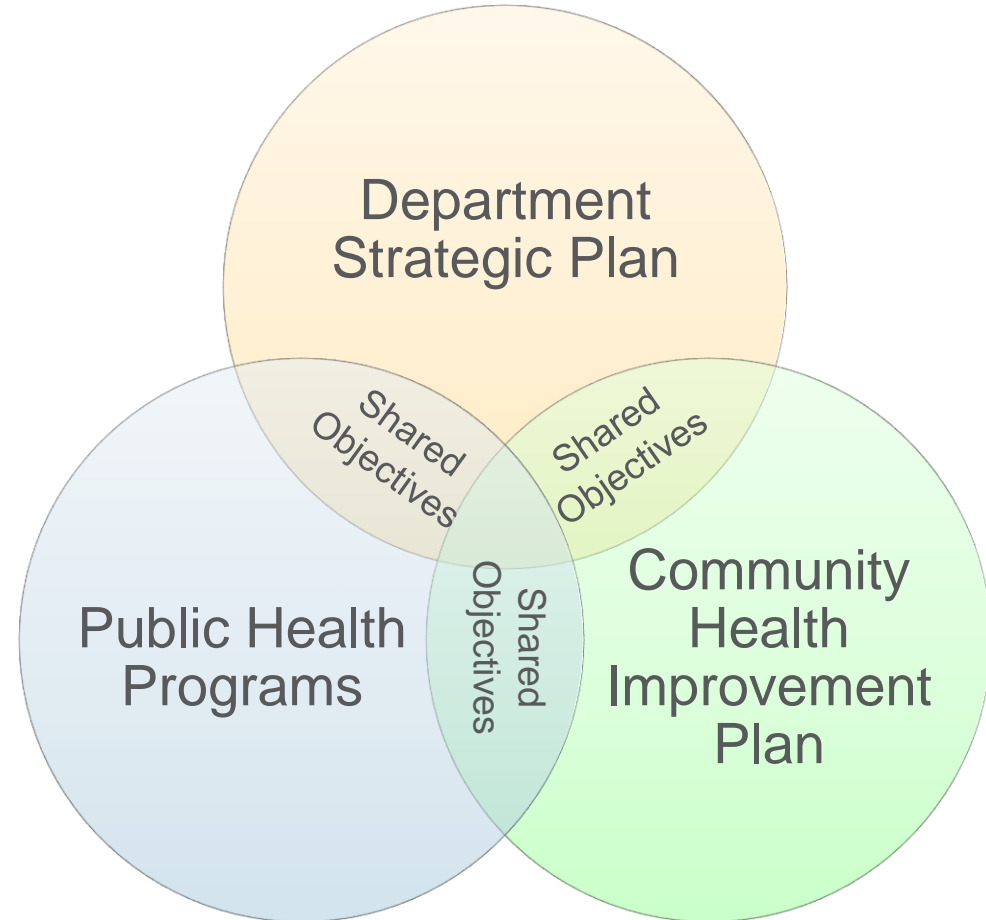 Department
Strategic Plan
Shared
Objectives
Shared
Objectives
Public Health
Programs
Shared
Objectives
Community
Health
Improvement
Plan